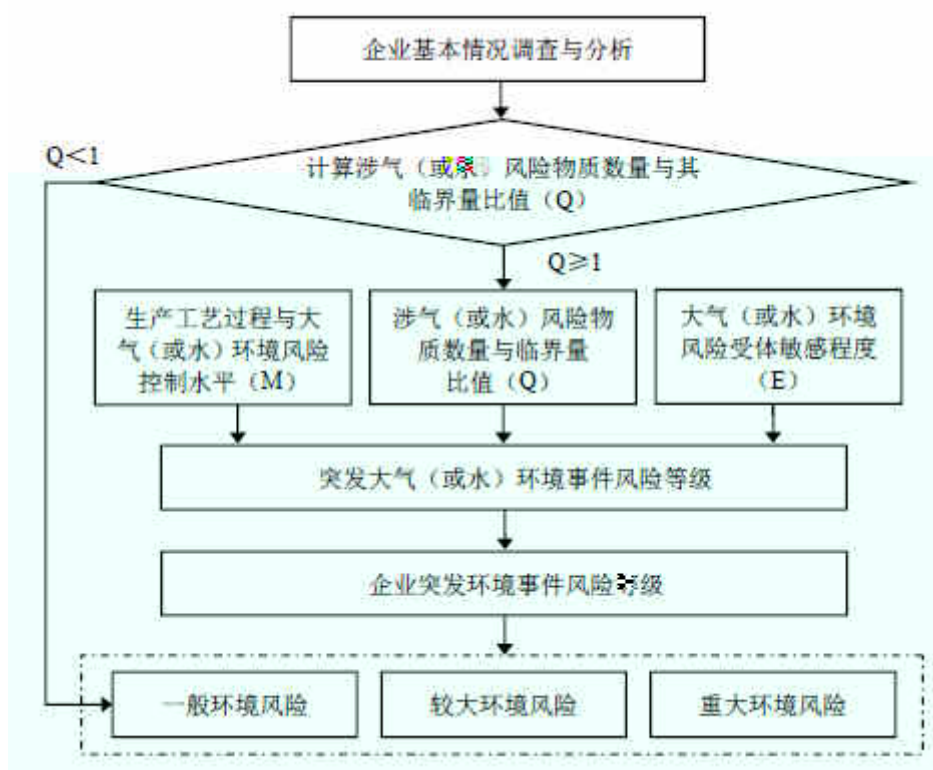 企业基本情况调查与分析
Q<1
计算涉气（或水）风险物质数量与其
临界量比值（Q）
Q≥1
生产工艺过程与大
气（或水）环境风险
控制水平（M）
涉气（或水）风险物
质数量与临界量
比值（Q）
大气（或水）环境
风险受体敏感程度
（E）
突发大气（或水）环境事件风险等级
企业突发环境事件风险等级
一般环境风险
较大环境风险
重大环境风险